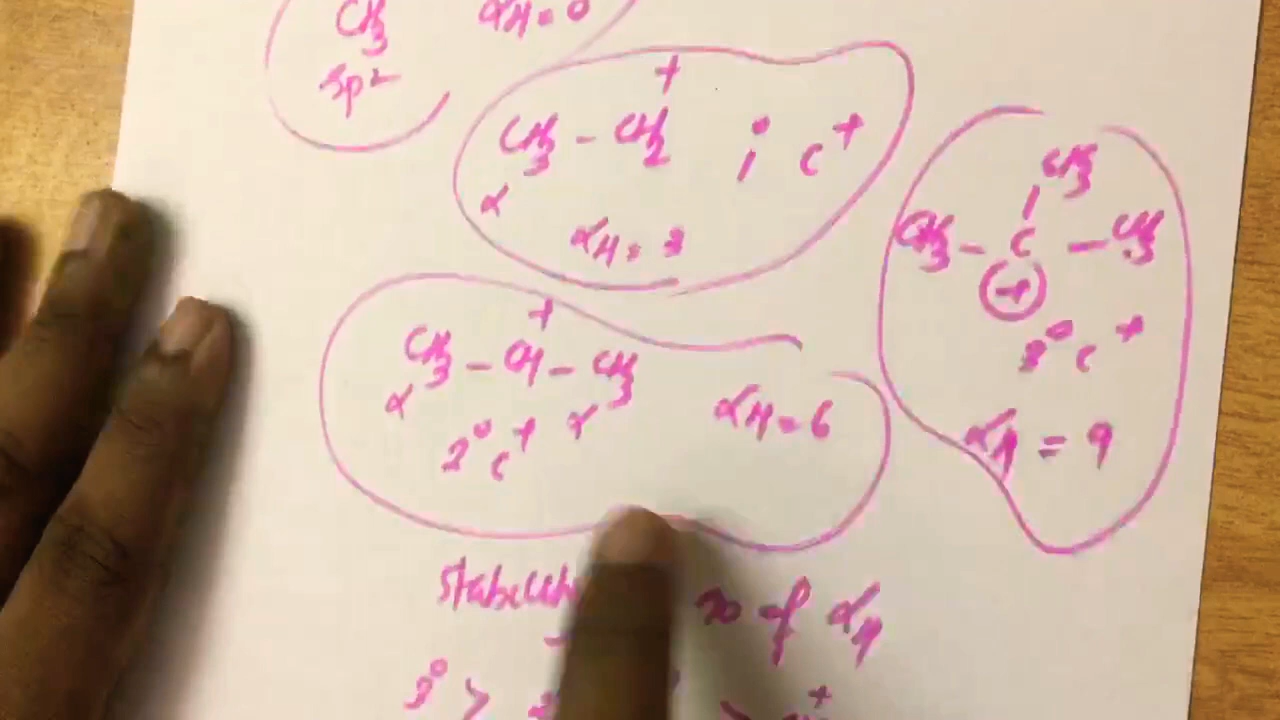 CH3 αH = 0
Sp2
CH3 - CH2 + 1° C+
α
αH = 3
CH3 - CH + - CH3 αH = 6
α α
2° C+
CH3
CH3 - C - CH3
+
3° C+
αH = 9
no of αH
3° >
> +